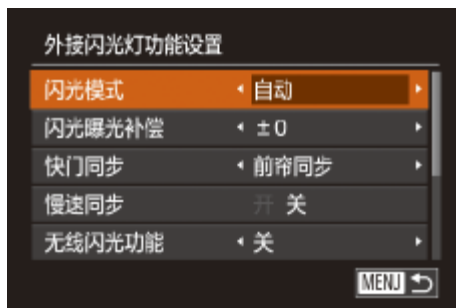 外接闪光灯功能设置
闪光模式 自动
闪光曝光补偿 ±0
快门同步 前帘同步
慢速同步 开 关
无线闪光功能 关
MENU